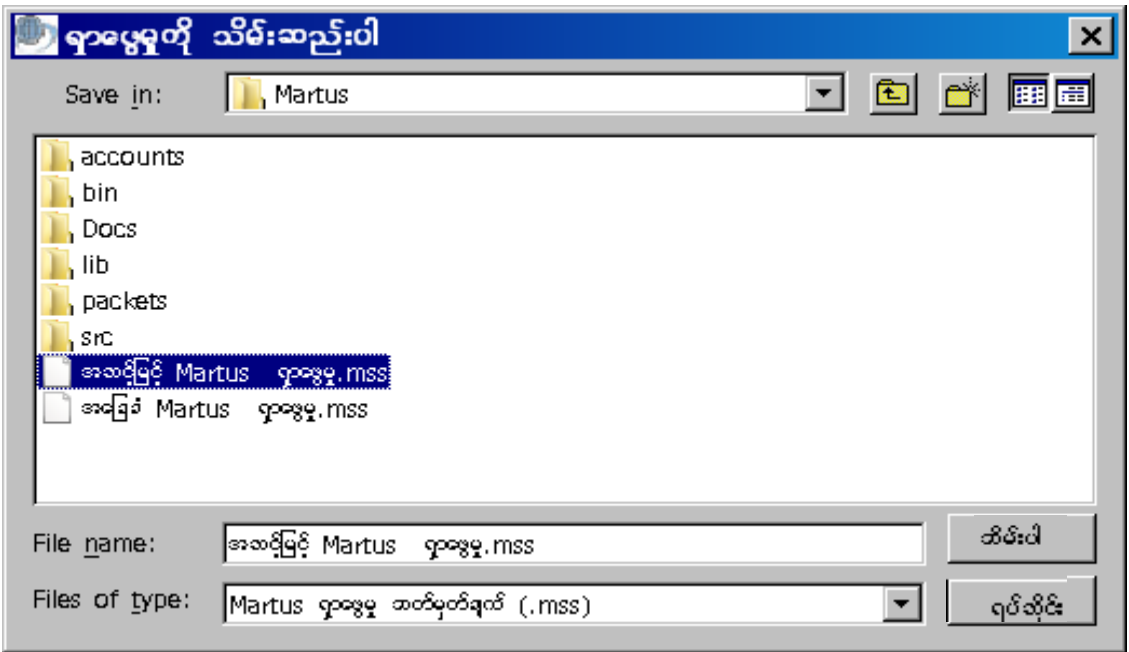 ရှာဖွေမှုကို သိမ်းဆည်းပါ
Save in: Martus
accounts
bin
Docs
lib
packets
src
အဆင့်မြင့် Martus ရှာဖွေမှု.mss
အခြေခံ Martus ရှာဖွေမှု.mss
File name: အဆင့်မြင့် Martus ရှာဖွေမှု.mss သိမ်းပါ
Files of type: Martus ရှာဖွေမှု သတ်မှတ်ချက် (.mss) ရပ်ဆိုင်း